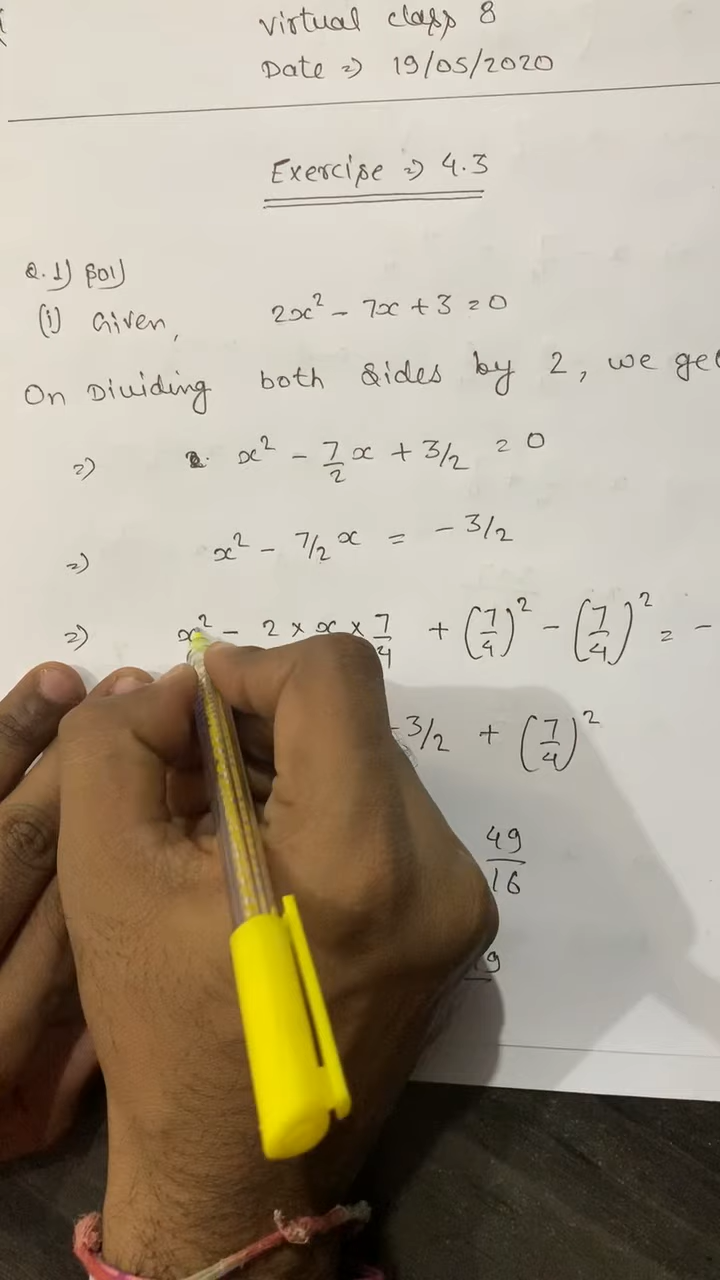 Virtual class 8
Date => 19/05/2020
Exercise => 4.3
Q.1) sol)
(i) Given, 2x² - 7x + 3 = 0
On Dividing both sides by 2, we get
=> x² - 7/2 x + 3/2 = 0
=> x² - 7/2 x = - 3/2
=> x² - 2 × x × 7/4 + (7/4)² - (7/4)² = -
3/2 + (7/4)²
49/16